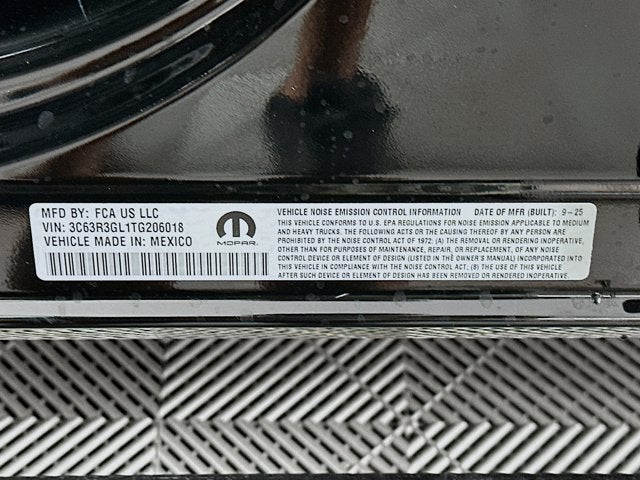 MFD BY: FCA US LLC
VIN: 3C63R3GL1TG206018
VEHICLE MADE IN: MEXICO
MOPAR.
VEHICLE NOISE EMISSION CONTROL INFORMATION DATE OF MFR (BUILT): 9-25
THIS VEHICLE CONFORMS TO U.S. EPA REGULATIONS FOR NOISE EMISSION APPLICABLE TO MEDIUM
AND HEAVY TRUCKS. THE FOLLOWING ACTS OR THE CAUSING THEREOF BY ANY PERSON ARE
PROHIBITED BY THE NOISE CONTROL ACT OF 1972: (A) THE REMOVAL OR RENDERING INOPERATIVE,
OTHER THAN FOR PURPOSES OF MAINTENANCE, REPAIR, OR REPLACEMENT, OF ANY NOISE
CONTROL DEVICE OR ELEMENT OF DESIGN (LISTED IN THE OWNER'S MANUAL) INCORPORATED INTO
THIS VEHICLE IN COMPLIANCE WITH THE NOISE CONTROL ACT; (B) THE USE OF THIS VEHICLE
AFTER SUCH DEVICE OR ELEMENT OF DESIGN HAS BEEN REMOVED OR RENDERED INOPERATIVE.